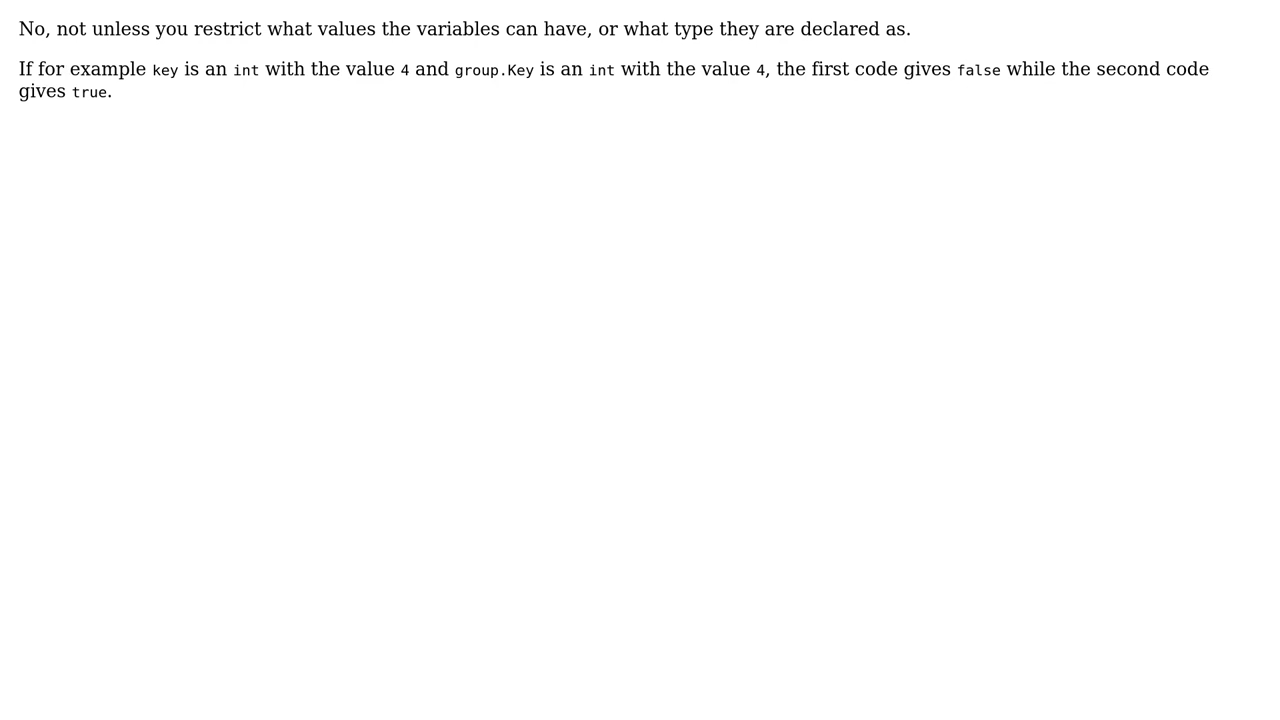 No, not unless you restrict what values the variables can have, or what type they are declared as.
If for example key is an int with the value 4 and group.Key is an int with the value 4, the first code gives false while the second code
gives true.